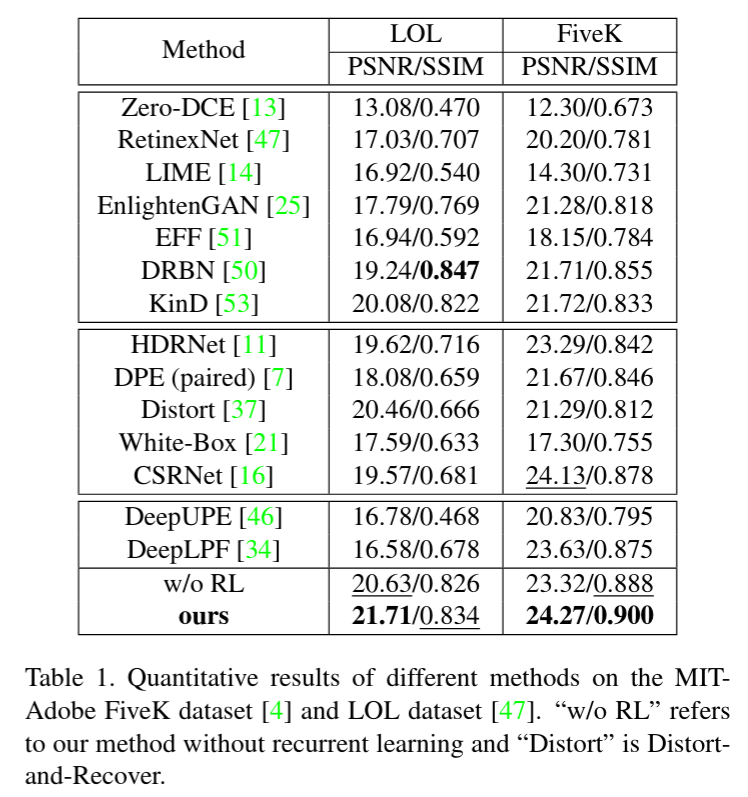 Method LOL FiveK
PSNR/SSIM PSNR/SSIM
Zero-DCE [13] 13.08/0.470 12.30/0.673
RetinexNet [47] 17.03/0.707 20.20/0.781
LIME [14] 16.92/0.540 14.30/0.731
EnlightenGAN [25] 17.79/0.769 21.28/0.818
EFF [51] 16.94/0.592 18.15/0.784
DRBN [50] 19.24/0.847 21.71/0.855
KinD [53] 20.08/0.822 21.72/0.833
HDRNet [11] 19.62/0.716 23.29/0.842
DPE (paired) [7] 18.08/0.659 21.67/0.846
Distort [37] 20.46/0.666 21.29/0.812
White-Box [21] 17.59/0.633 17.30/0.755
CSRNet [16] 19.57/0.681 24.13/0.878
DeepUPE [46] 16.78/0.468 20.83/0.795
DeepLPF [34] 16.58/0.678 23.63/0.875
w/o RL 20.63/0.826 23.32/0.888
ours 21.71/0.834 24.27/0.900
Table 1. Quantitative results of different methods on the MIT-
Adobe FiveK dataset [4] and LOL dataset [47]. “w/o RL” refers
to our method without recurrent learning and “Distort” is Distort-
and-Recover.